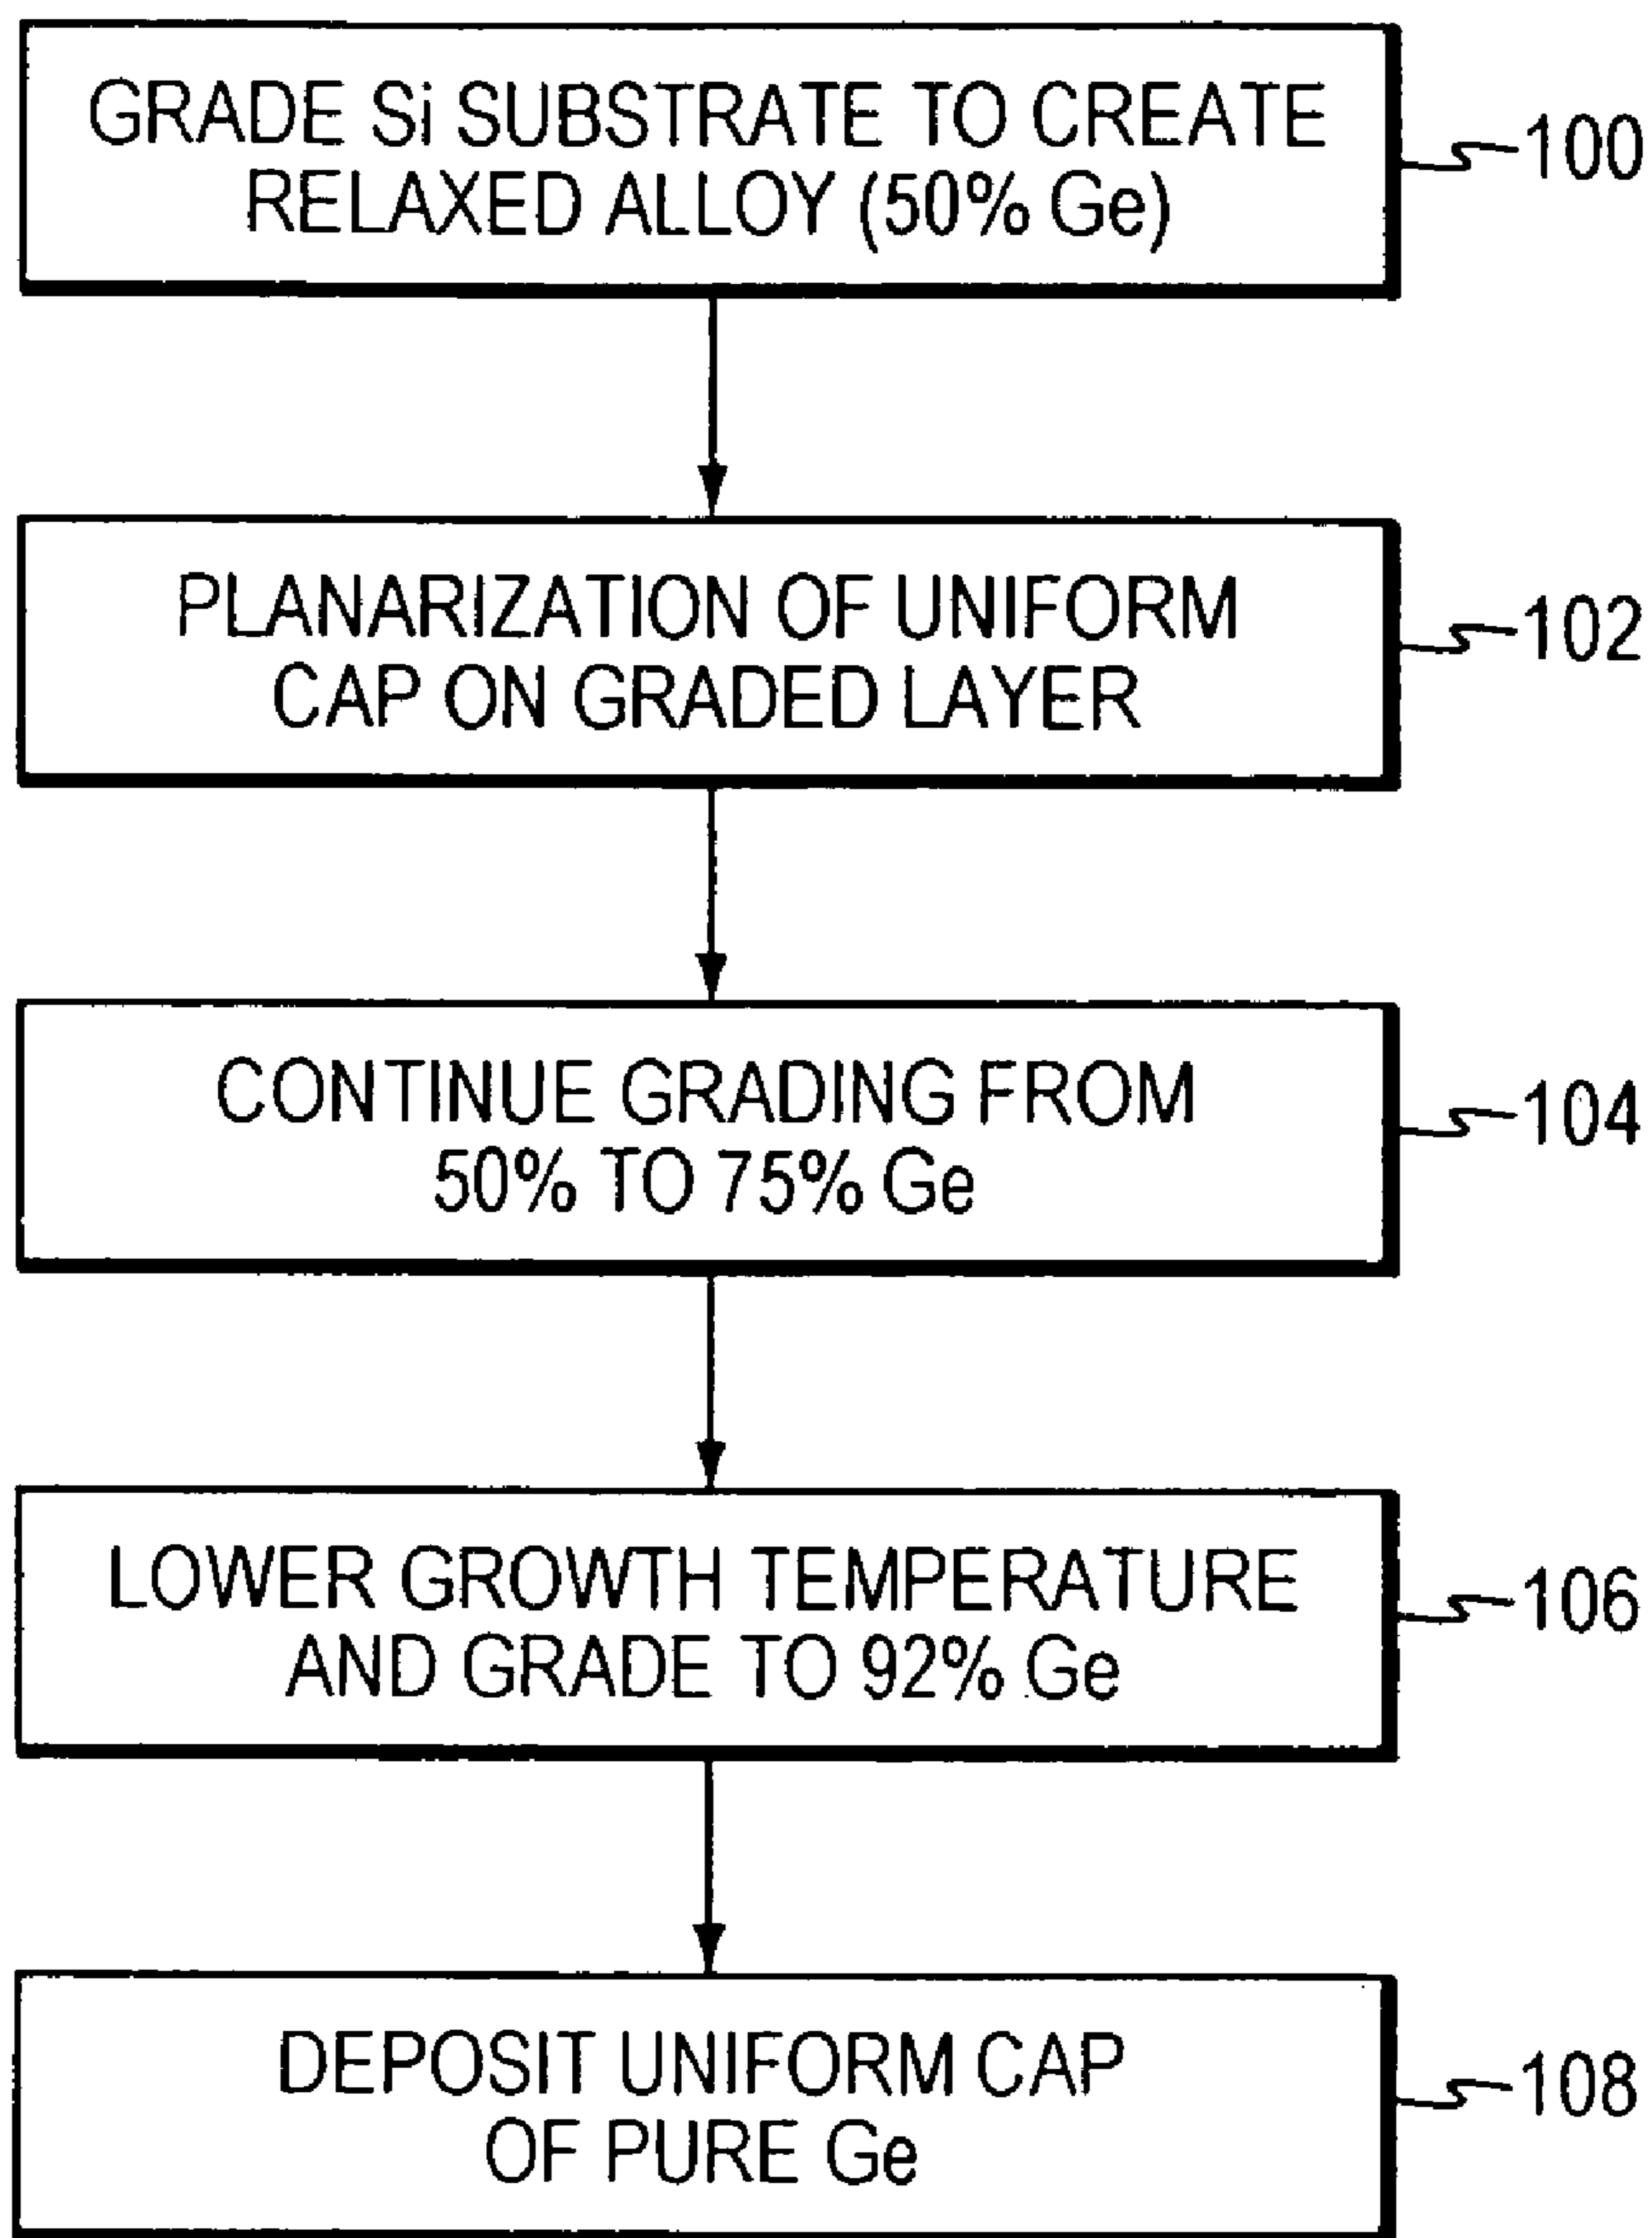 GRADE Si SUBSTRATE TO CREATE
RELAXED ALLOY (50% Ge)
100
PLANARIZATION OF UNIFORM
CAP ON GRADED LAYER
102
CONTINUE GRADING FROM
50% TO 75% Ge
104
LOWER GROWTH TEMPERATURE
AND GRADE TO 92% Ge
106
DEPOSIT UNIFORM CAP
OF PURE Ge
108